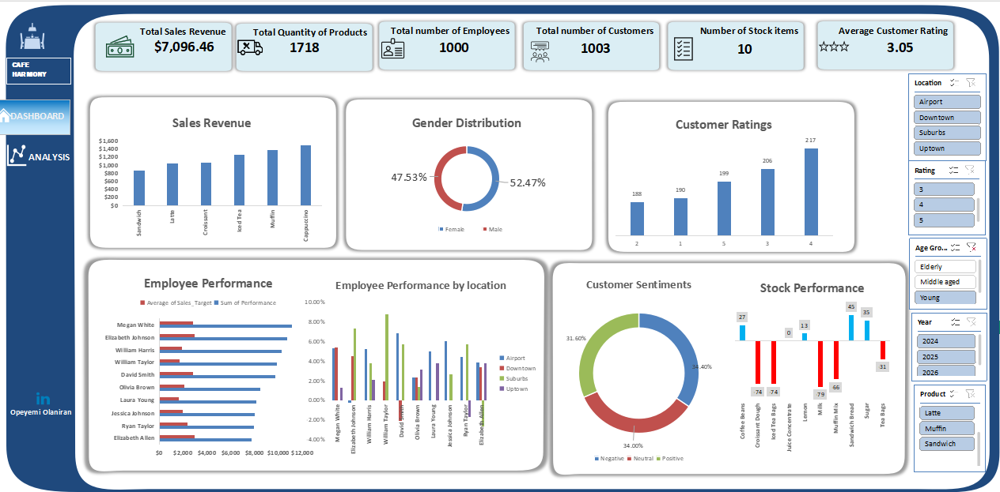 Total Sales Revenue
$7,096.46
Total Quantity of Products
1718
Total number of Employees
1000
Total number of Customers
1003
Number of Stock items
10
Average Customer Rating
3.05
CAFE
HARMONY
DASHBOARD
ANALYSIS
in
Opeyemi Olaniran
Sales Revenue
$1,600
$1,400
$1,200
$1,000
$800
$600
$400
$200
$0
Sandwich
Latte
Croissant
Iced Tea
Muffin
Cappuccino
Gender Distribution
47.53%
52.47%
Female
Male
Customer Ratings
188
190
199
206
217
2
1
5
3
4
Employee Performance
Average of Sales_Target
Sum of Performance
Megan White
Elizabeth Johnson
William Harris
William Taylor
David Smith
Olivia Brown
Laura Young
Jessica Johnson
Ryan Taylor
Elizabeth Allen
$0
$2,000
$4,000
$6,000
$8,000
$10,000
$12,000
Employee Performance by location
10.00%
8.00%
6.00%
4.00%
2.00%
0.00%
2.00%
4.00%
Megan White
Elizabeth Johnson
William Harris
William Taylor
David Smith
Olivia Brown
Laura Young
Jessica Johnson
Ryan Taylor
Elizabeth Allen
Airport
Downtown
Suburbs
Uptown
Customer Sentiments
31.60%
34.40%
34.00%
Negative
Neutral
Positive
Stock Performance
27
-74
-74
0
13
-79
-66
45
35
-31
Coffee Beans
Croissant Dough
Iced Tea Bags
Juice Concentrate
Lemon
Milk
Muffin Mix
Sandwich Bread
Sugar
Tea Bags
Location
Airport
Downtown
Suburbs
Uptown
Rating
3
4
5
Age Gro...
Elderly
Middle aged
Young
Year
2024
2025
2026
Product
Latte
Muffin
Sandwich